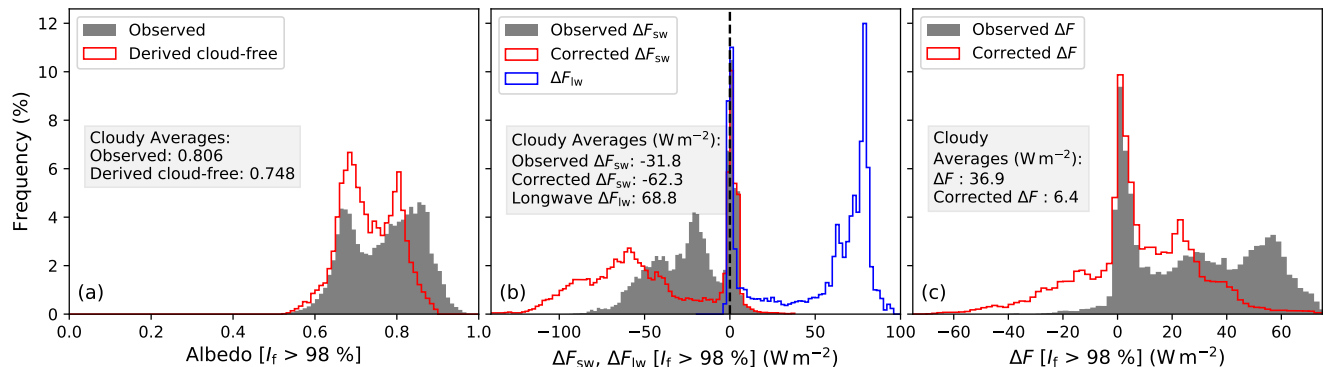 Frequency (%)
12
10
8
6
4
2
0
Observed
Derived cloud-free
Cloudy Averages:
Observed: 0.806
Derived cloud-free: 0.748
(a)
0.0 0.2 0.4 0.6 0.8 1.0
Albedo [I_f > 98 %]
Observed ΔF_sw
Corrected ΔF_sw
ΔF_lw
Cloudy Averages (W m⁻²):
Observed ΔF_sw: -31.8
Corrected ΔF_sw: -62.3
Longwave ΔF_lw: 68.8
(b)
−100 −50 0 50 100
ΔF_sw, ΔF_lw [I_f > 98 %] (W m⁻²)
Observed ΔF
Corrected ΔF
Cloudy
Averages (W m⁻²):
ΔF : 36.9
Corrected ΔF : 6.4
(c)
−60 −40 −20 0 20 40 60
ΔF [I_f > 98 %] (W m⁻²)